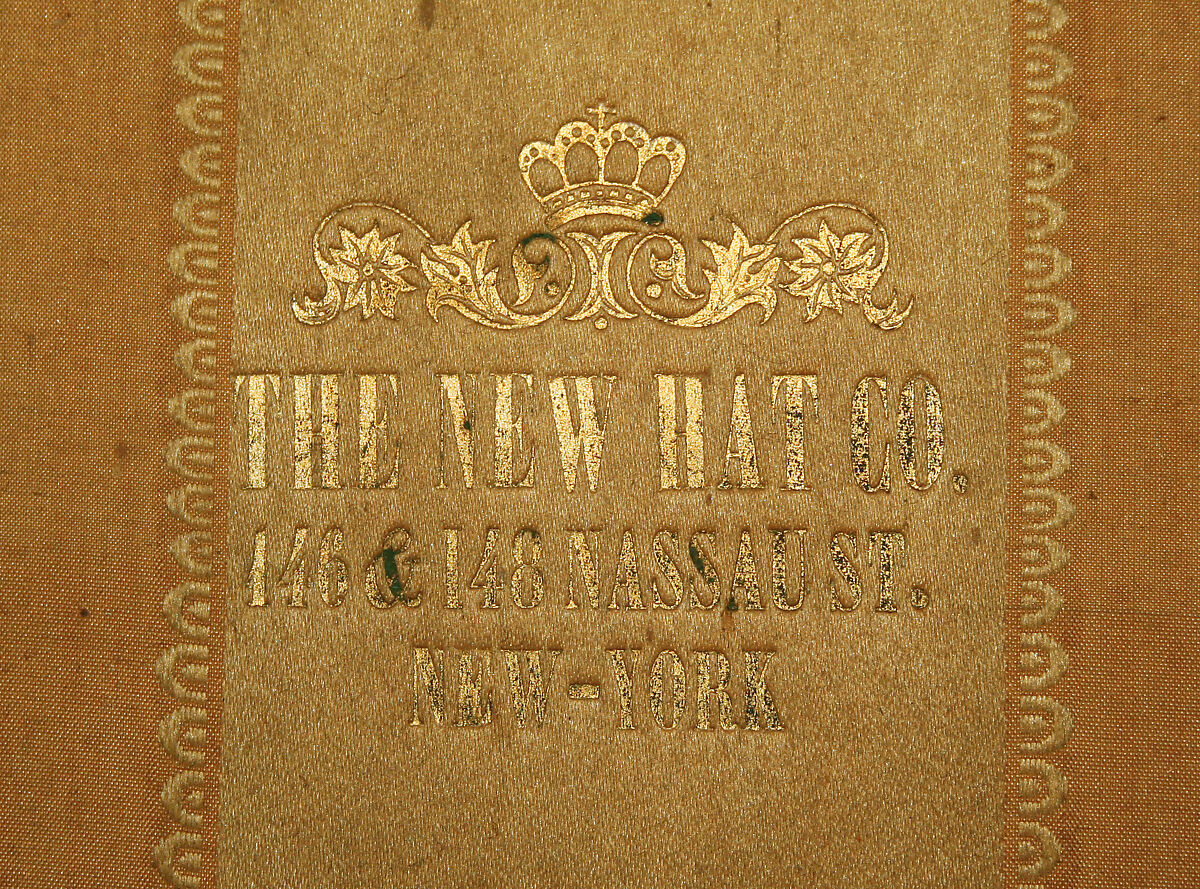 THE NEW HAT CO.
146 & 148 NASSAU ST.
NEW-YORK